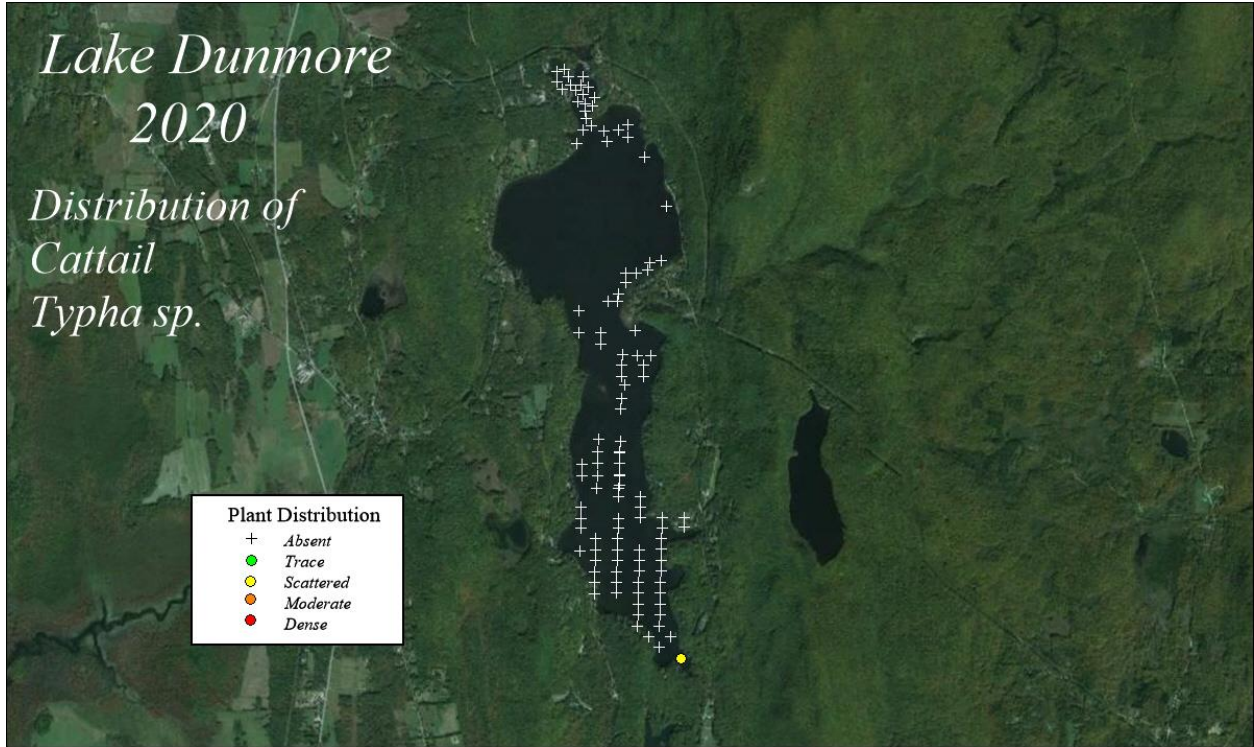 Lake Dunmore
2020
Distribution of
Cattail
Typha sp.
Plant Distribution
Absent
Trace
Scattered
Moderate
Dense